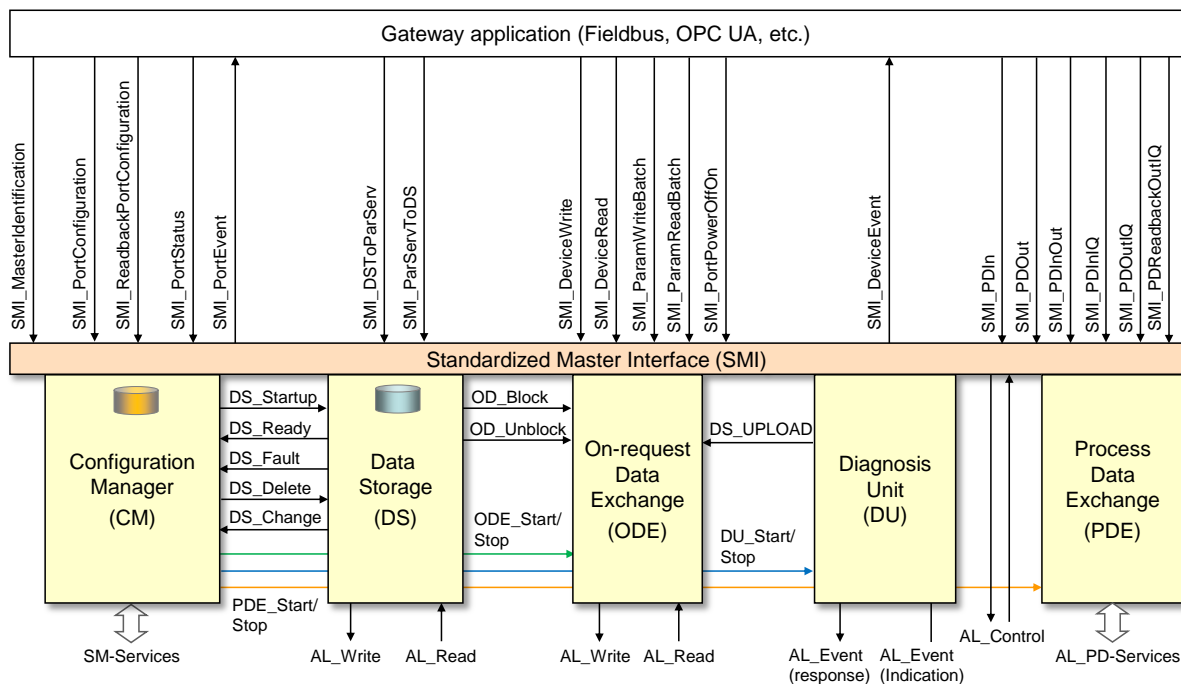 Gateway application (Fieldbus, OPC UA, etc.)
SMI_MasterIdentification
SMI_PortConfiguration
SMI_ReadbackPortConfiguration
SMI_PortStatus
SMI_PortEvent
SMI_DSToParServ
SMI_ParServToDS
SMI_DeviceWrite
SMI_DeviceRead
SMI_ParamWriteBatch
SMI_ParamReadBatch
SMI_PortPowerOffOn
SMI_DeviceEvent
SMI_PDIn
SMI_PDOut
SMI_PDInOut
SMI_PDInIQ
SMI_PDOutIQ
SMI_PDReadbackOutIQ
Standardized Master Interface (SMI)
Configuration
Manager
(CM)
DS_Startup
DS_Ready
DS_Fault
DS_Delete
DS_Change
PDE_Start/
Stop
Data
Storage
(DS)
OD_Block
OD_Unblock
ODE_Start/
Stop
On-request
Data
Exchange
(ODE)
DS_UPLOAD
DU_Start/
Stop
Diagnosis
Unit
(DU)
Process
Data
Exchange
(PDE)
SM-Services
AL_Write
AL_Read
AL_Write
AL_Read
AL_Event
(response)
AL_Event
(Indication)
AL_Control
AL_PD-Services